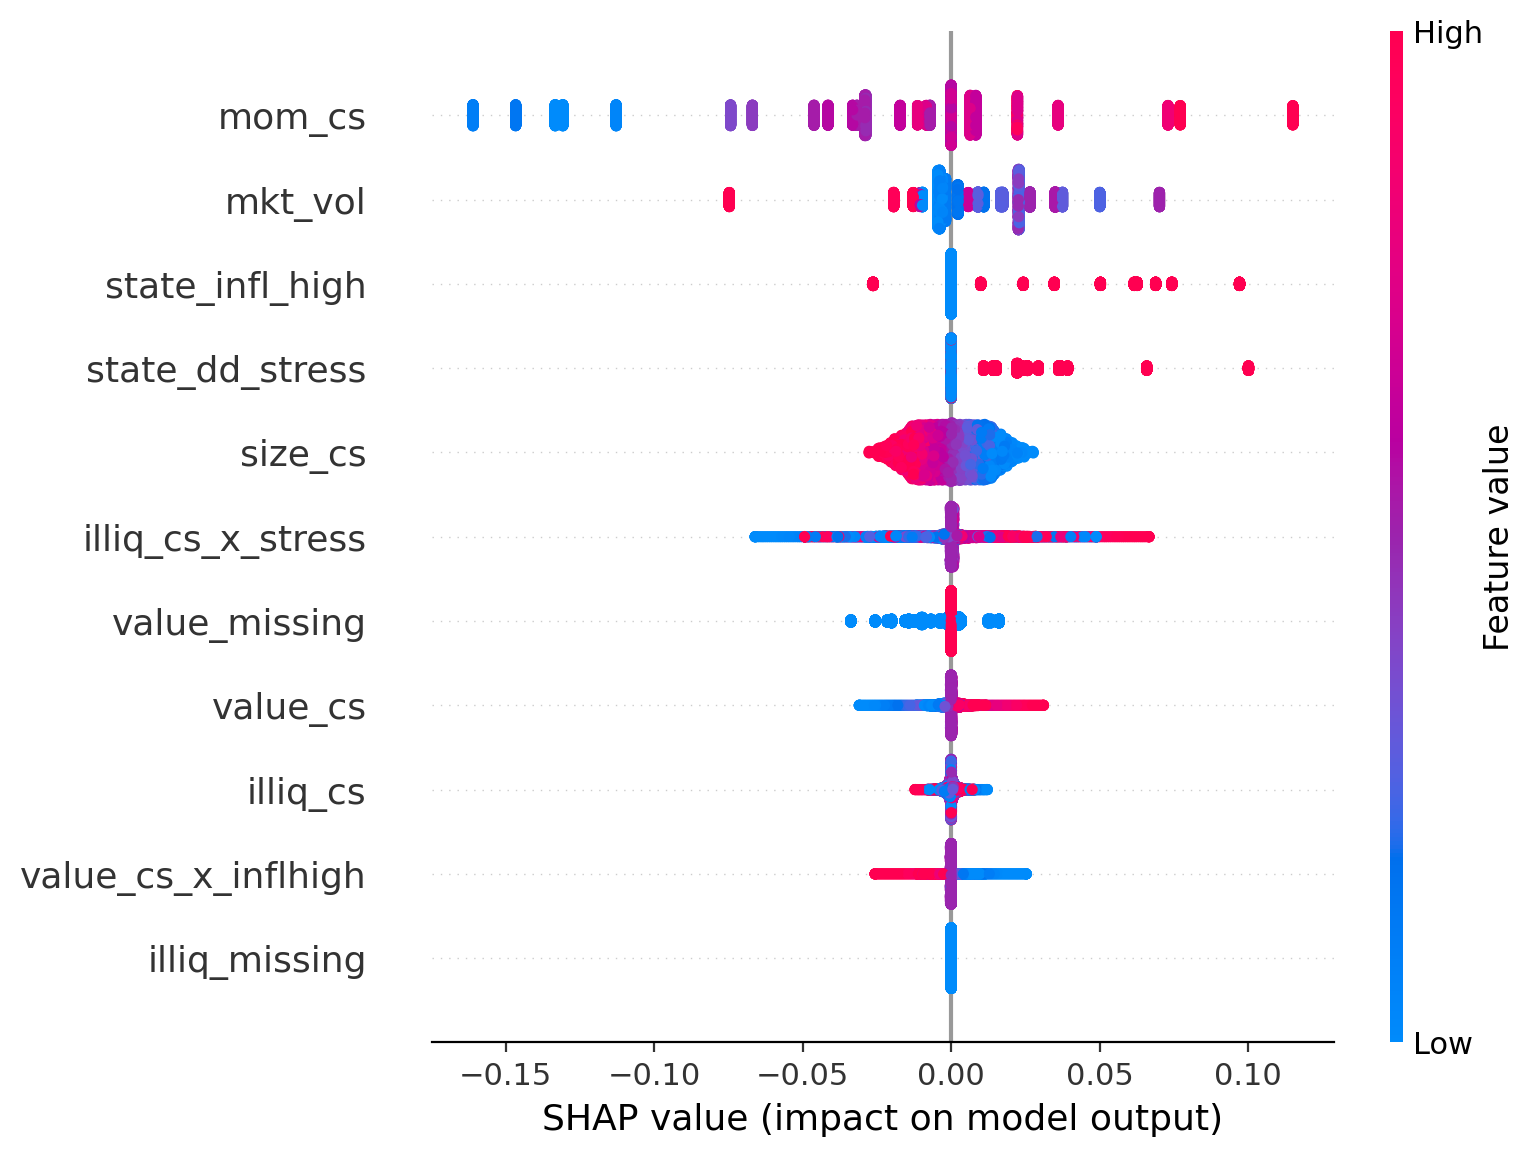 High
mom_cs
mkt_vol
state_infl_high
state_dd_stress
size_cs
illiq_cs_x_stress
value_missing
value_cs
illiq_cs
value_cs_x_inflhigh
illiq_missing
Feature value
Low
−0.15 −0.10 −0.05 0.00 0.05 0.10
SHAP value (impact on model output)